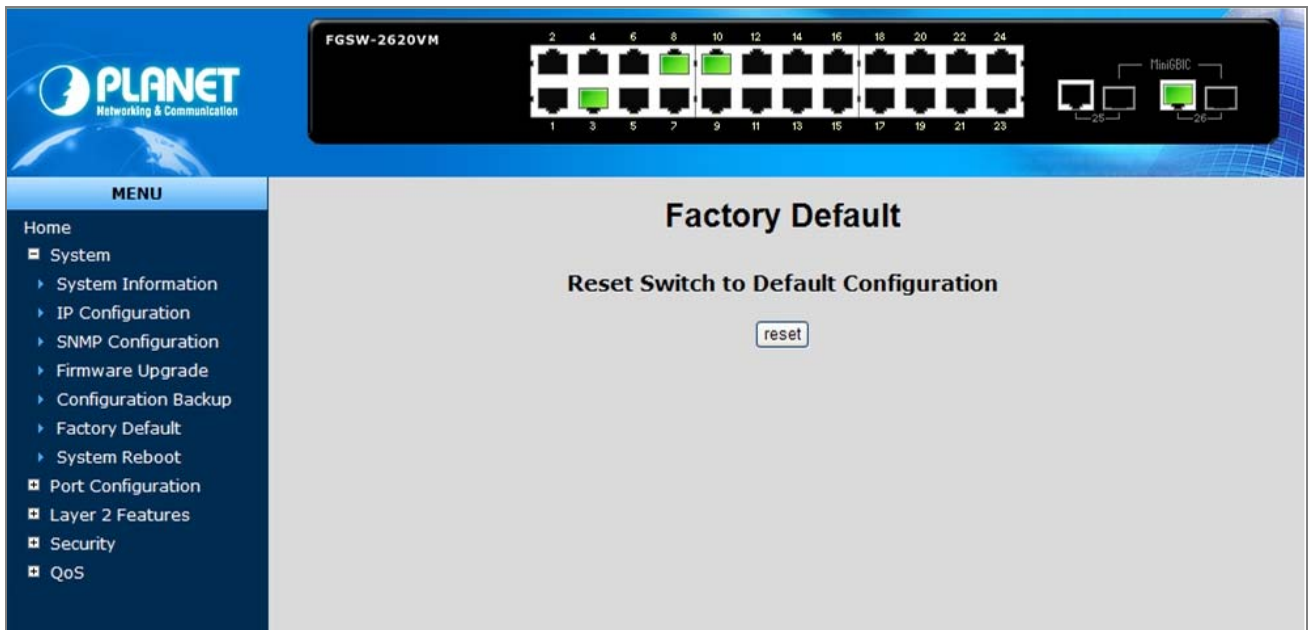 PLANET
Networking & Communication
FGSW-2620VM
2 4 6 8 10 12 14 16 18 20 22 24
1 3 5 7 9 11 13 15 17 19 21 23
MiniGBIC
25 26
MENU
Home
System
System Information
IP Configuration
SNMP Configuration
Firmware Upgrade
Configuration Backup
Factory Default
System Reboot
Port Configuration
Layer 2 Features
Security
QoS
Factory Default
Reset Switch to Default Configuration
reset